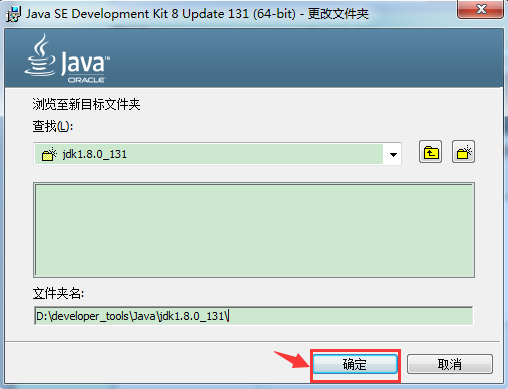 Java SE Development Kit 8 Update 131 (64-bit) - 更改文件夹
Java™
ORACLE
浏览至新目标文件夹
查找(L):
jdk1.8.0_131
文件夹名:
D:\developer_tools\Java\jdk1.8.0_131\
确定
取消